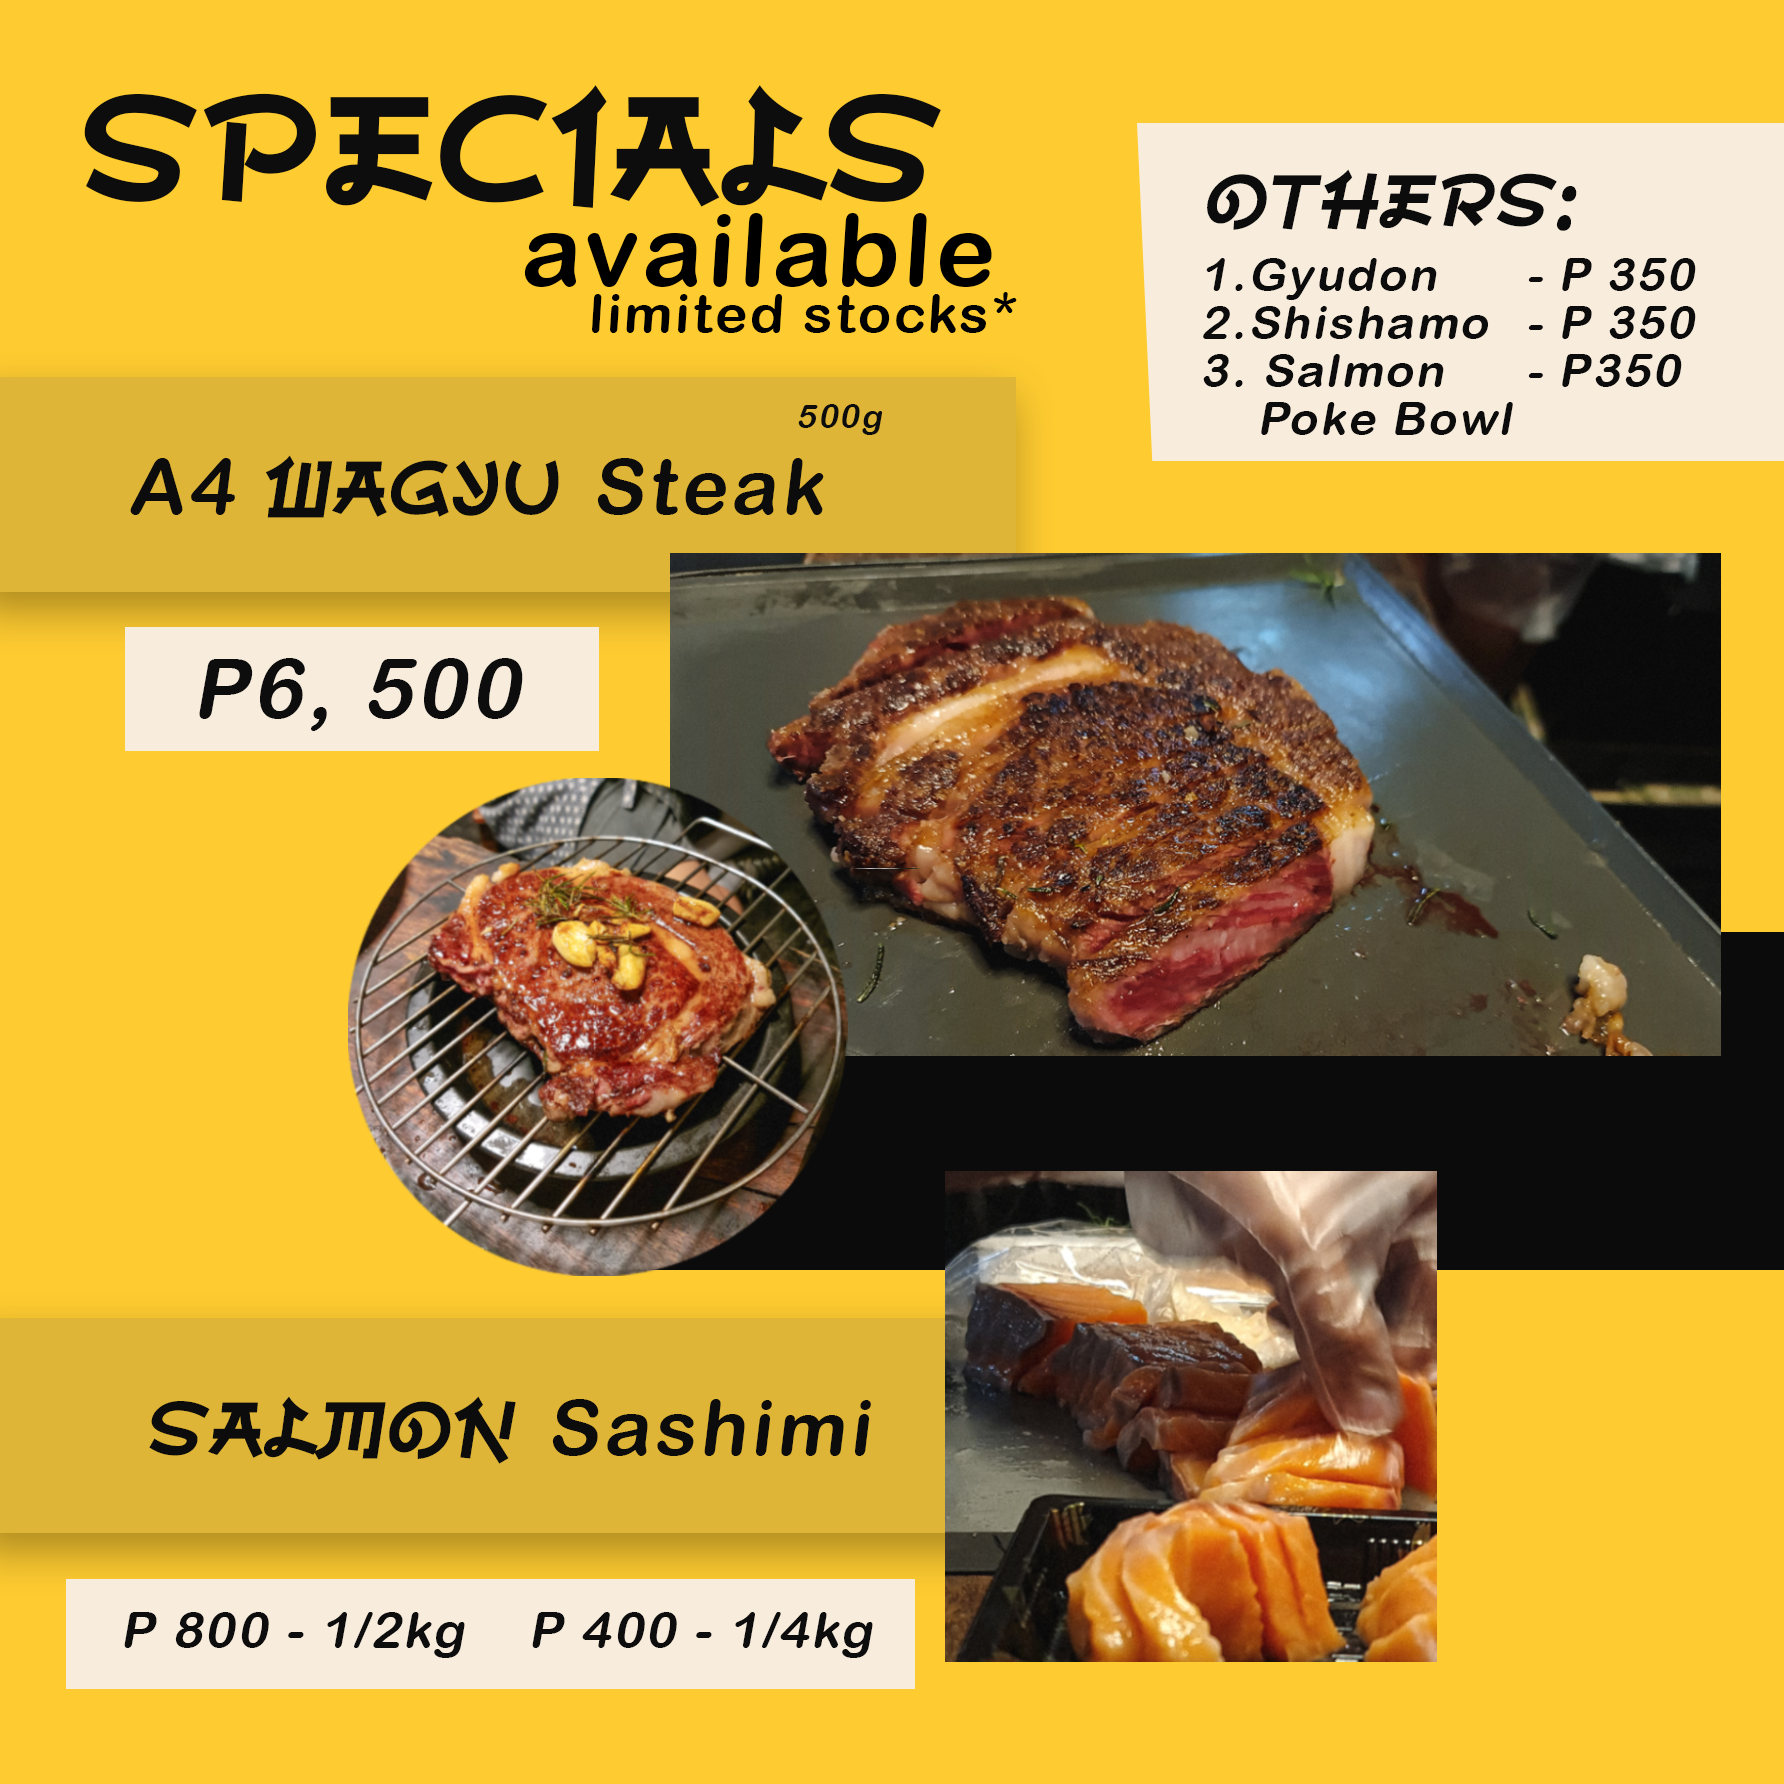 SPECIALS
available
limited stocks*
OTHERS:
1.Gyudon - P 350
2.Shishamo - P 350
3. Salmon - P350
Poke Bowl
500g
A4 WAGYU Steak
P6, 500
SALMON Sashimi
P 800 - 1/2kg P 400 - 1/4kg